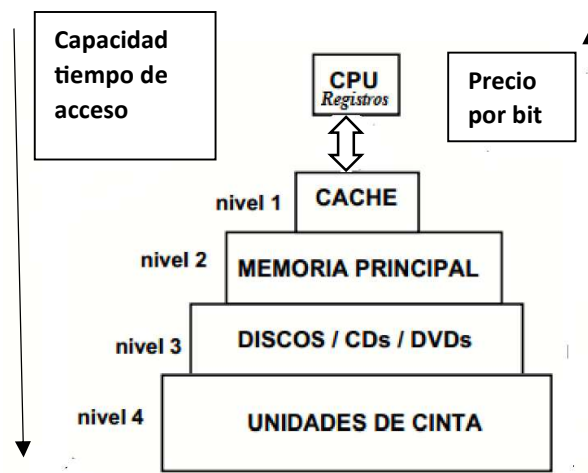 Capacidad
tiempo de
acceso
CPU
Registros
Precio
por bit
nivel 1
CACHE
nivel 2
MEMORIA PRINCIPAL
nivel 3
DISCOS / CDs / DVDs
nivel 4
UNIDADES DE CINTA